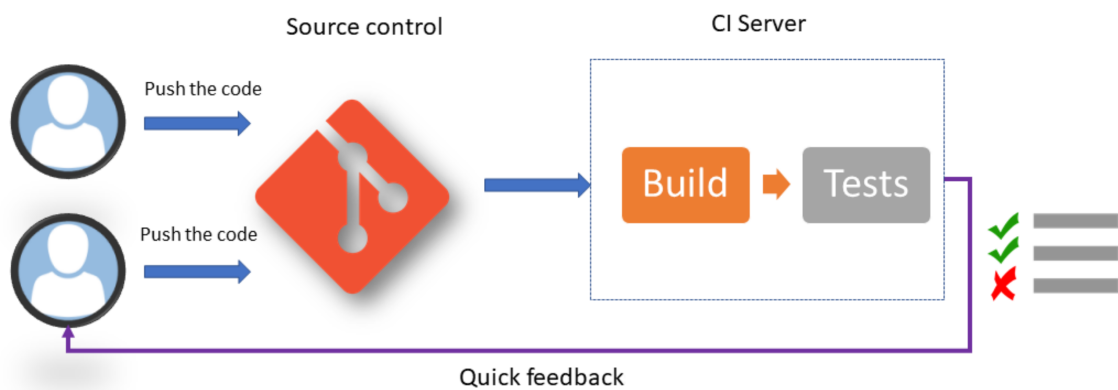 Source control
CI Server
Push the code
Build
Tests
Push the code
Quick feedback